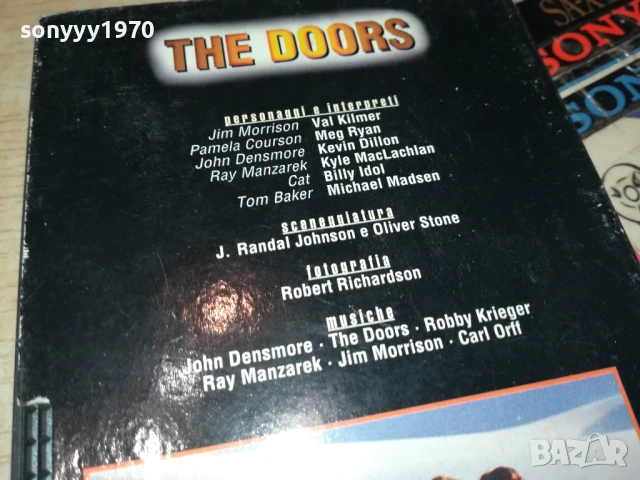 sonyyy1970
THE DOORS
personaggi e interpreti
Jim Morrison Val Kilmer
Pamela Courson Meg Ryan
John Densmore Kevin Dillon
Ray Manzarek Kyle MacLachlan
Cat Billy Idol
Tom Baker Michael Madsen
sceneggiatura
J. Randal Johnson e Oliver Stone
fotografia
Robert Richardson
musiche
John Densmore · The Doors · Robby Krieger
Ray Manzarek · Jim Morrison · Carl Orff
SONY
SON
BAZAR